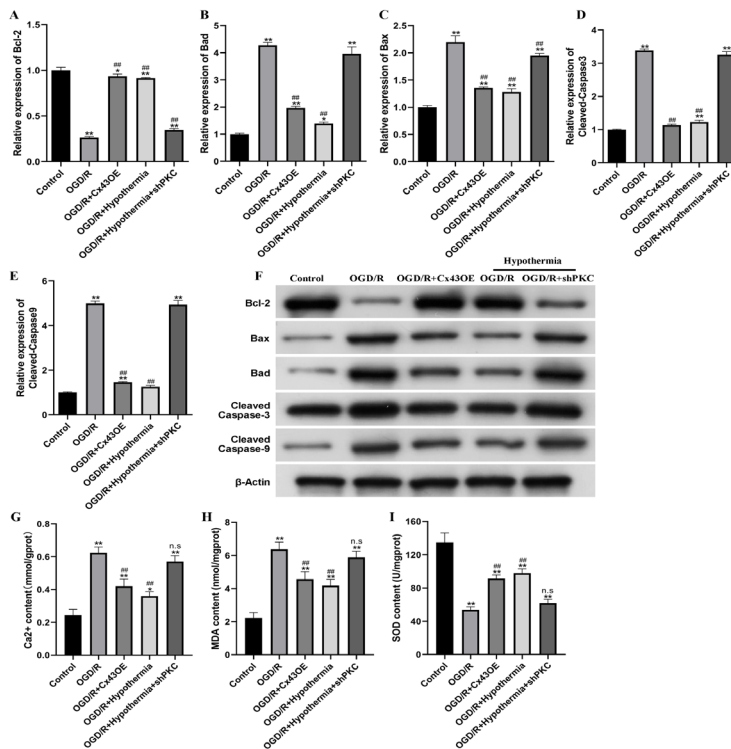 A
Relative expression of Bcl-2
1.5
1.0
0.5
0.0
**
##
*
##
**
##
**
Control
OGD/R
OGD/R+Cx43OE
OGD/R+Hypothermia
OGD/R+Hypothermia+shPKC
B
Relative expression of Bad
6
4
2
0
**
##
**
##
*
**
Control
OGD/R
OGD/R+Cx43OE
OGD/R+Hypothermia
OGD/R+Hypothermia+shPKC
C
Relative expression of Bax
2.5
2.0
1.5
1.0
0.5
0.0
**
##
**
##
**
##
**
Control
OGD/R
OGD/R+Cx43OE
OGD/R+Hypothermia
OGD/R+Hypothermia+shPKC
D
Relative expression of
Cleaved-Caspase3
4
3
2
1
0
**
##
##
**
**
Control
OGD/R
OGD/R+Cx43OE
OGD/R+Hypothermia
OGD/R+Hypothermia+shPKC
E
Relative expression of
Cleaved-Caspase9
6
4
2
0
**
##
**
##
**
Control
OGD/R
OGD/R+Cx43OE
OGD/R+Hypothermia
OGD/R+Hypothermia+shPKC
F
Hypothermia
Control OGD/R OGD/R+Cx43OE OGD/R OGD/R+shPKC
Bcl-2
Bax
Bad
Cleaved
Caspase-3
Cleaved
Caspase-9
β-Actin
G
Ca2+ content(mmol/gprot)
0.8
0.6
0.4
0.2
0.0
**
##
**
##
*
n.s
**
Control
OGD/R
OGD/R+Cx43OE
OGD/R+Hypothermia
OGD/R+Hypothermia+shPKC
H
MDA content (nmol/mgprot)
8
6
4
2
0
**
##
**
##
**
n.s
**
Control
OGD/R
OGD/R+Cx43OE
OGD/R+Hypothermia
OGD/R+Hypothermia+shPKC
I
SOD content (U/mgprot)
160
120
80
40
0
**
##
**
##
**
n.s
**
Control
OGD/R
OGD/R+Cx43OE
OGD/R+Hypothermia
OGD/R+Hypothermia+shPKC